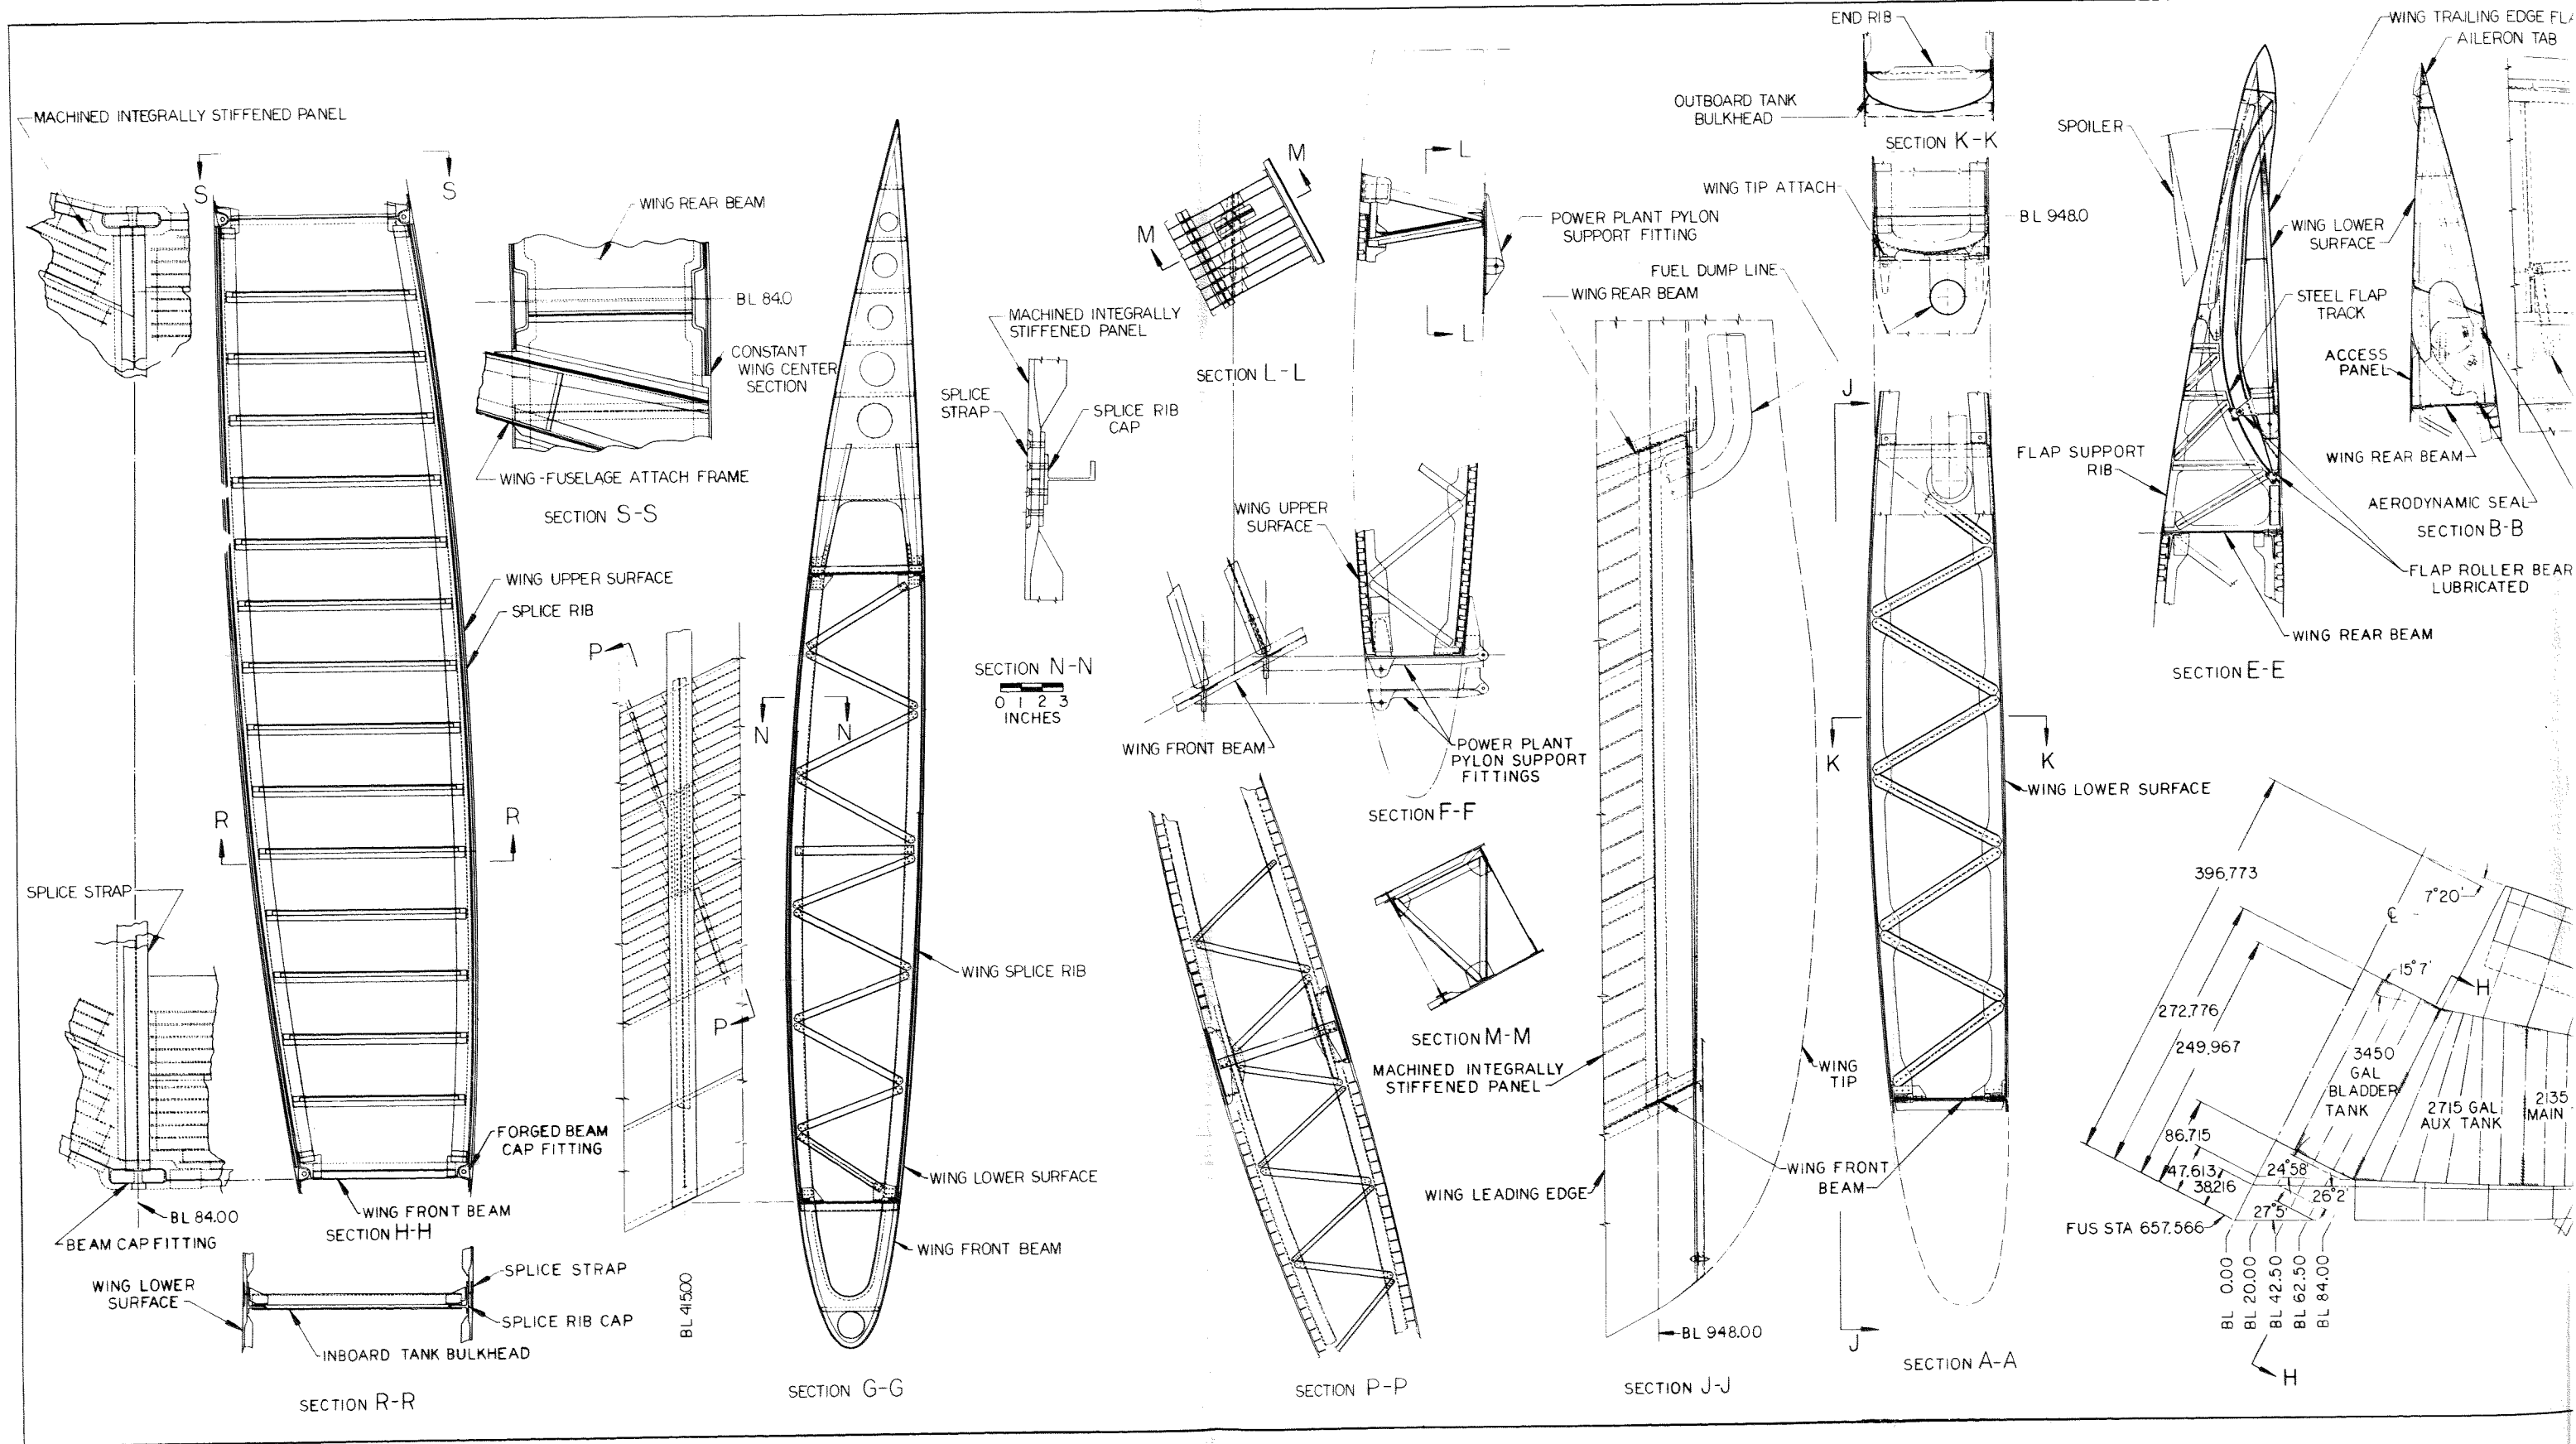 MACHINED INTEGRALLY STIFFENED PANEL
S
S
WING REAR BEAM
BL 84.0
CONSTANT
WING CENTER
SECTION
WING-FUSELAGE ATTACH FRAME
SECTION S-S
WING UPPER SURFACE
SPLICE RIB
R
R
SPLICE STRAP
FORGED BEAM
CAP FITTING
BL 84.00
BEAM CAP FITTING
WING FRONT BEAM
SECTION H-H
WING LOWER
SURFACE
SPLICE STRAP
SPLICE RIB CAP
INBOARD TANK BULKHEAD
SECTION R-R
P
P
BL 415.00
N
N
WING SPLICE RIB
WING LOWER SURFACE
WING FRONT BEAM
SECTION G-G
MACHINED INTEGRALLY
STIFFENED PANEL
SPLICE
STRAP
SPLICE RIB
CAP
SECTION N-N
0 1 2 3
INCHES
M
M
SECTION L-L
L
L
POWER PLANT PYLON
SUPPORT FITTING
WING UPPER
SURFACE
WING FRONT BEAM
POWER PLANT
PYLON SUPPORT
FITTINGS
SECTION F-F
SECTION M-M
SECTION P-P
FUEL DUMP LINE
WING REAR BEAM
MACHINED INTEGRALLY
STIFFENED PANEL
WING
TIP
WING LEADING EDGE
WING FRONT
BEAM
BL 948.00
SECTION J-J
END RIB
OUTBOARD TANK
BULKHEAD
SECTION K-K
WING TIP ATTACH
BL 948.0
J
K
K
WING LOWER SURFACE
J
SECTION A-A
WING TRAILING EDGE
AILERON TAB
SPOILER
WING LOWER
SURFACE
STEEL FLAP
TRACK
ACCESS
PANEL
FLAP SUPPORT
RIB
WING REAR BEAM
AERODYNAMIC SEAL
SECTION B-B
FLAP ROLLER
LUBRICATED
WING REAR BEAM
SECTION E-E
396.773
7°20'
℄
15°7'
H
272.776
249.967
3450
GAL
BLADDER
TANK
2715 GAL
AUX TANK
2135
MAIN
86.715
47.613
38.216
24°58'
26°2'
27°5'
FUS STA 657.566
BL 0.00
BL 20.00
BL 42.50
BL 62.50
BL 84.00
H